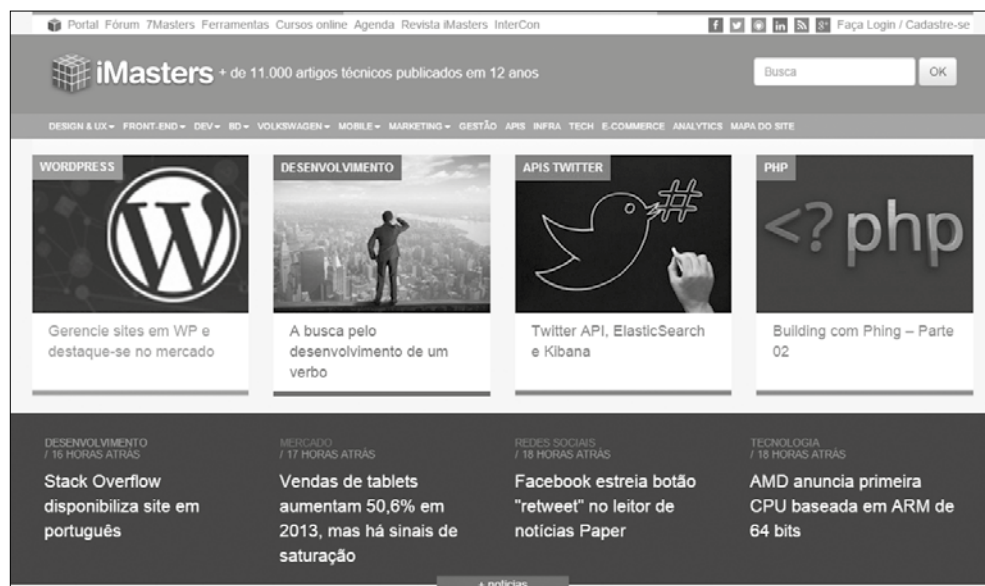 Portal Fórum 7Masters Ferramentas Cursos online Agenda Revista iMasters InterCon
Faça Login / Cadastre-se
iMasters + de 11.000 artigos técnicos publicados em 12 anos
Busca
OK
DESIGN & UX FRONT-END DEV BD VOLKSWAGEN MOBILE MARKETING GESTÃO APIS INFRA TECH E-COMMERCE ANALYTICS MAPA DO SITE
WORDPRESS
W
Gerencie sites em WP e
destaque-se no mercado
DESENVOLVIMENTO
A busca pelo
desenvolvimento de um
verbo
APIS TWITTER
#
Twitter API, ElasticSearch
e Kibana
PHP
<?php
Building com Phing – Parte
02
DESENVOLVIMENTO
/ 16 HORAS ATRÁS
Stack Overflow
disponibiliza site em
português
MERCADO
/ 17 HORAS ATRÁS
Vendas de tablets
aumentam 50,6% em
2013, mas há sinais de
saturação
REDES SOCIAIS
/ 18 HORAS ATRÁS
Facebook estreia botão
"retweet" no leitor de
notícias Paper
TECNOLOGIA
/ 18 HORAS ATRÁS
AMD anuncia primeira
CPU baseada em ARM de
64 bits
+ notícias